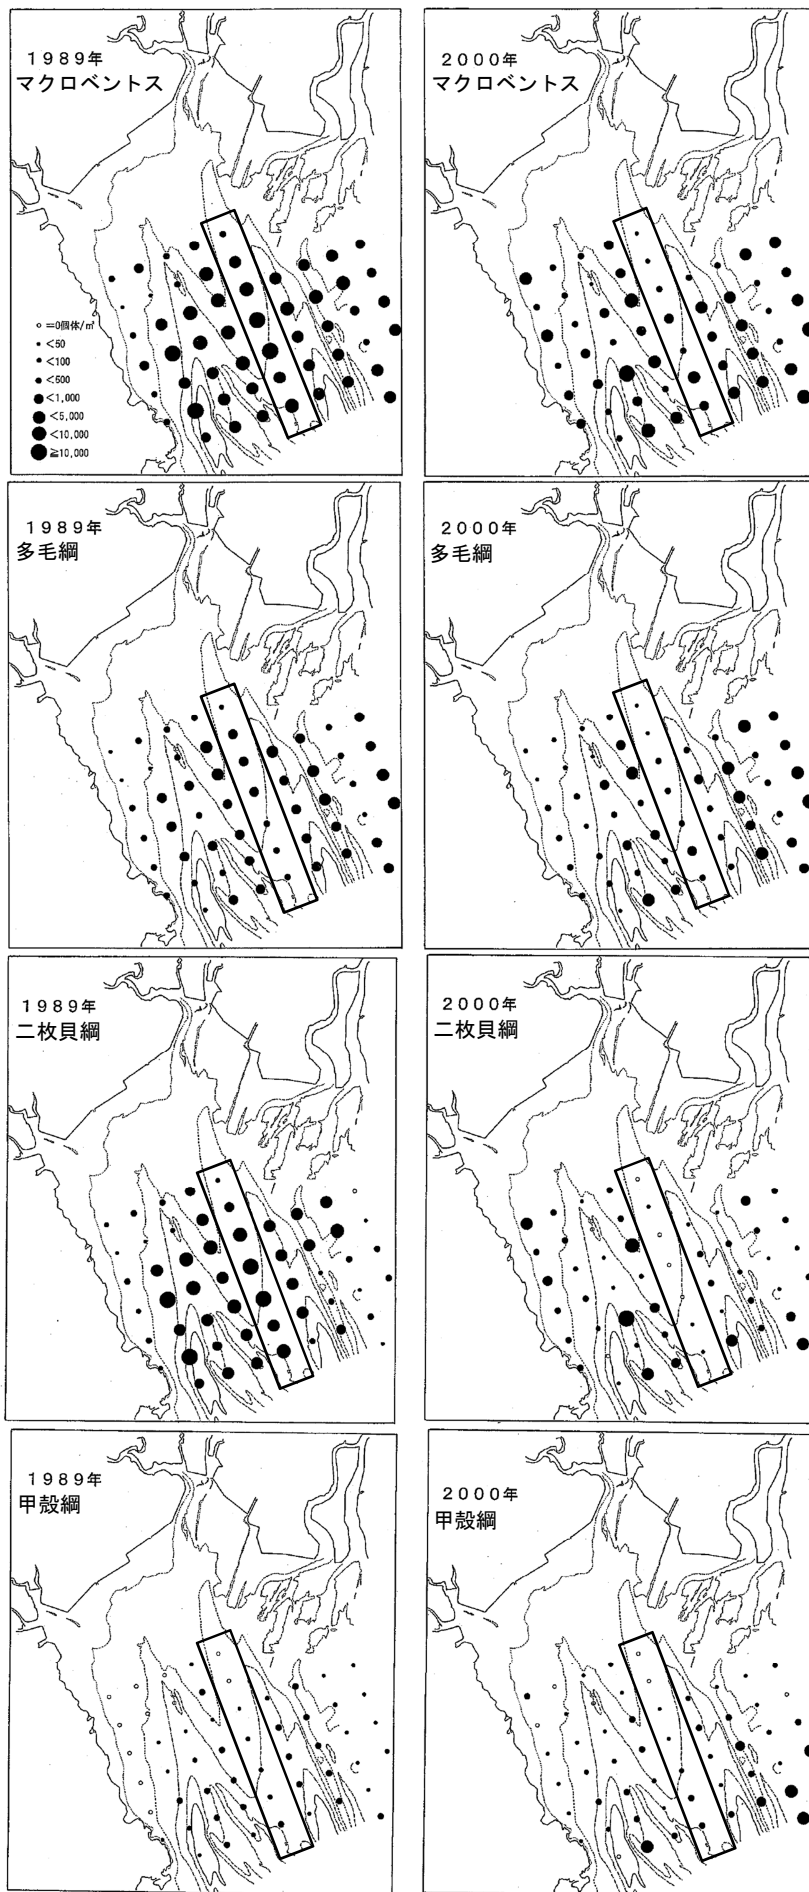 1989年
マクロベントス
2000年
マクロベントス
=0個体/㎡
<50
<100
<500
<1,000
<5,000
<10,000
≧10,000
1989年
多毛綱
2000年
多毛綱
1989年
二枚貝綱
2000年
二枚貝綱
1989年
甲殻綱
2000年
甲殻綱